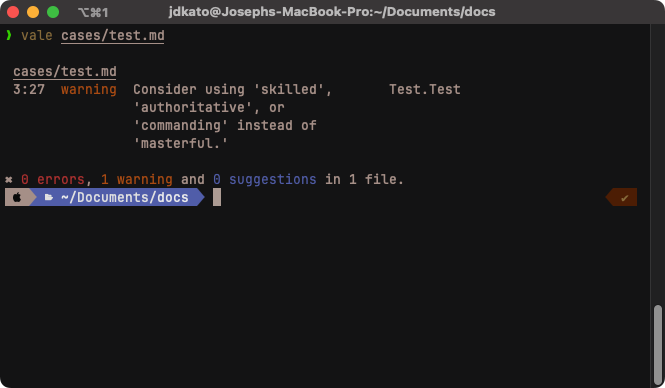 ⌥⌘1 jdkato@Josephs-MacBook-Pro:~/Documents/docs
❯ vale cases/test.md
cases/test.md
3:27 warning Consider using 'skilled', Test.Test
'authoritative', or
'commanding' instead of
'masterful.'
✖ 0 errors, 1 warning and 0 suggestions in 1 file.
~/Documents/docs ✔